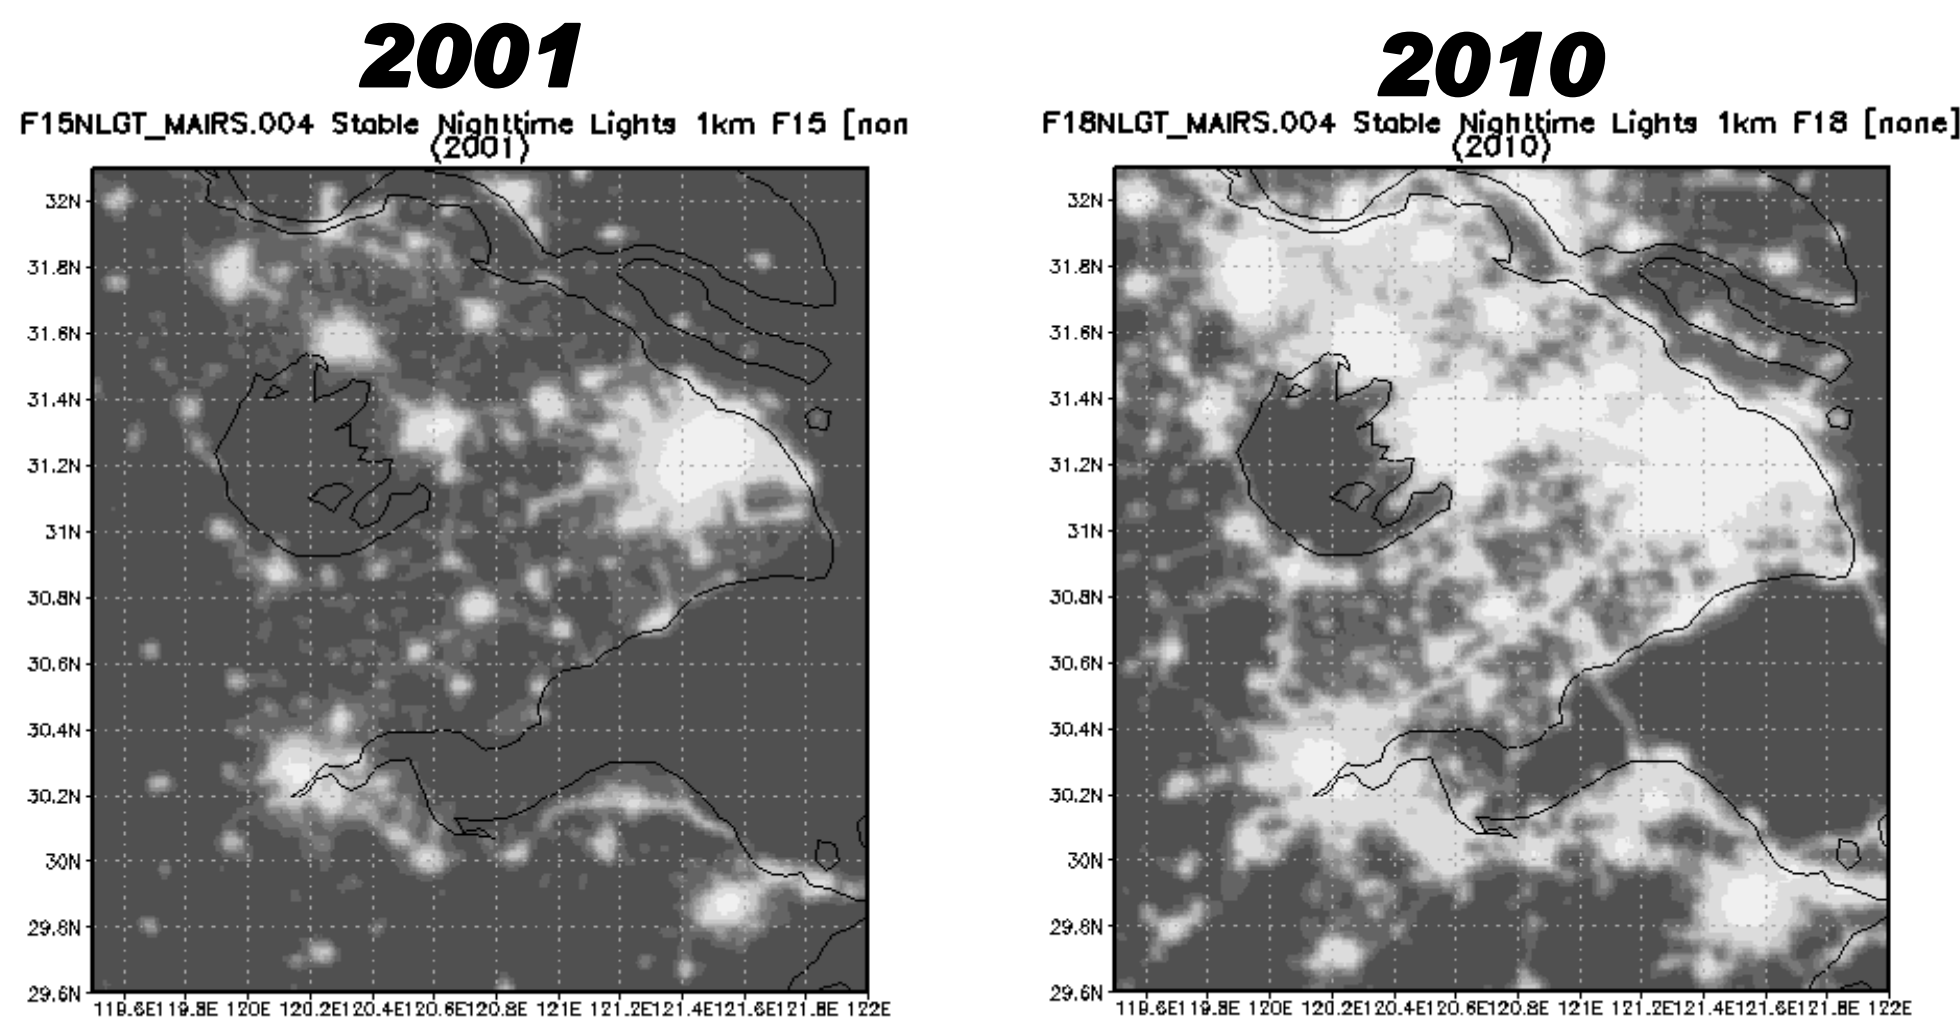 2001
2010
F15NLGT_MAIRS.004 Stable Nighttime Lights 1km F15 [non
(2001)
F18NLGT_MAIRS.004 Stable Nighttime Lights 1km F18 [none]
(2010)
32N
31.8N
31.6N
31.4N
31.2N
31N
30.8N
30.6N
30.4N
30.2N
30N
29.8N
29.6N
119.6E119.8E 120E 120.2E120.4E120.6E120.8E 121E 121.2E121.4E121.6E121.8E 122E
32N
31.8N
31.6N
31.4N
31.2N
31N
30.8N
30.6N
30.4N
30.2N
30N
29.8N
29.6N
119.6E119.8E 120E 120.2E120.4E120.6E120.8E 121E 121.2E121.4E121.6E121.8E 122E